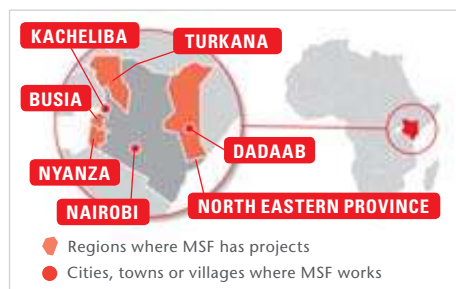 KACHELIBA
TURKANA
BUSIA
DADAAB
NYANZA
NAIROBI
NORTH EASTERN PROVINCE
Regions where MSF has projects
Cities, towns or villages where MSF works